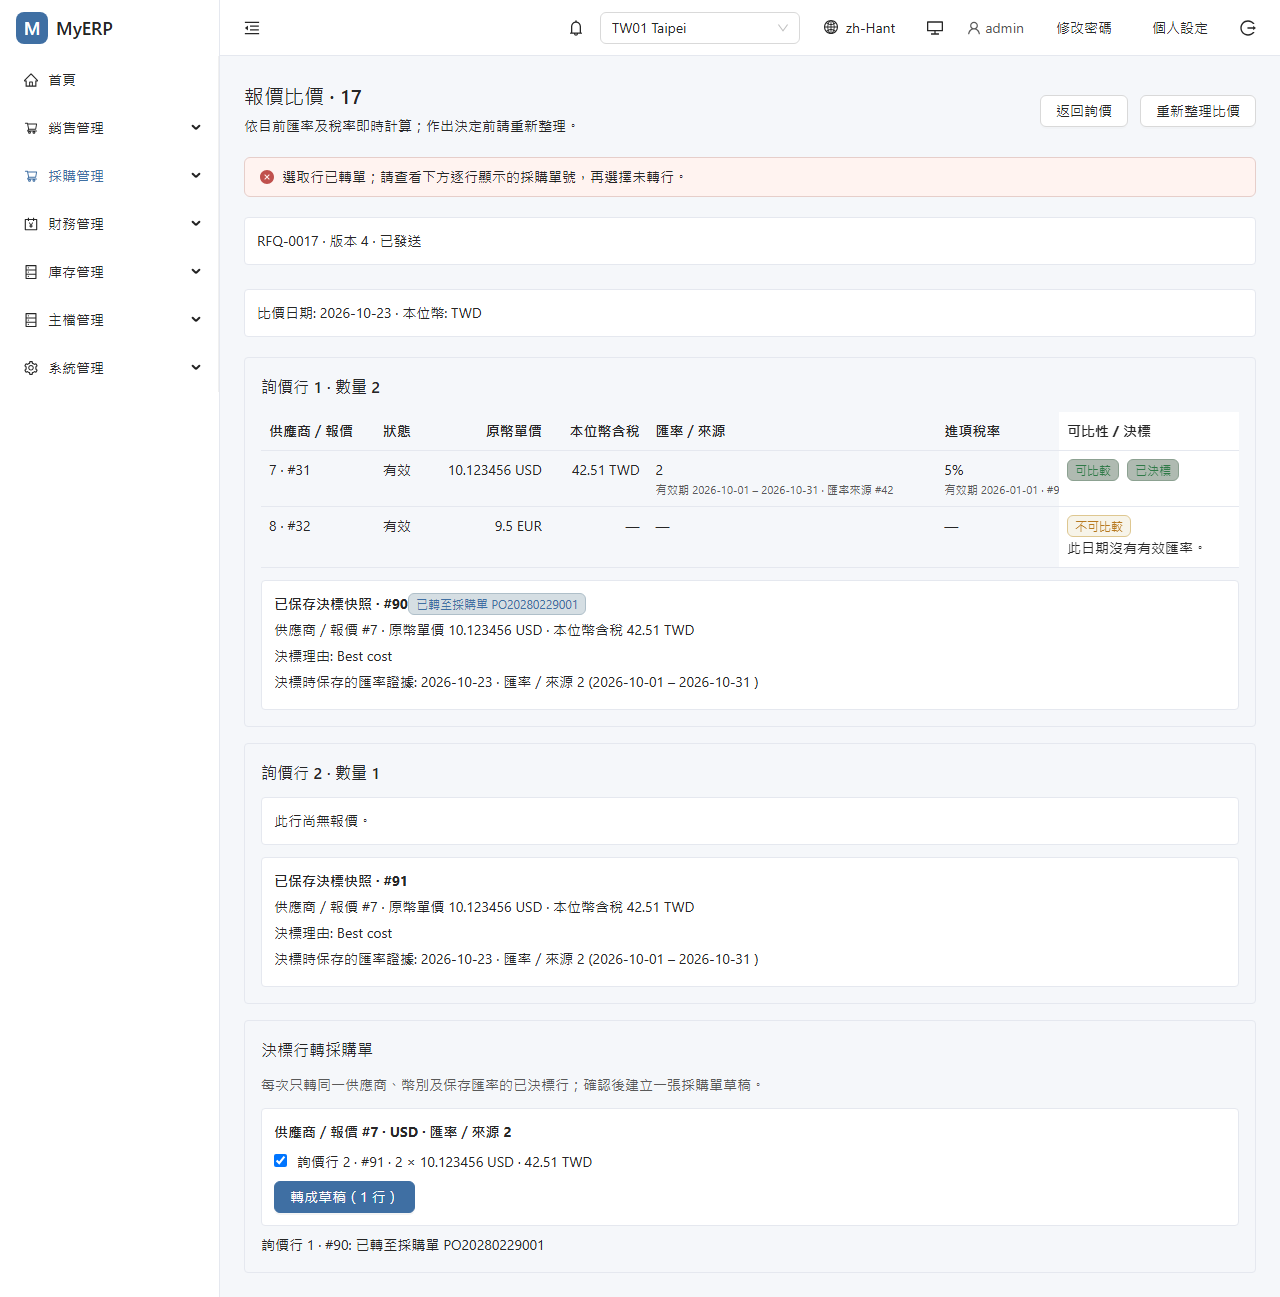 M MyERP
TW01 Taipei
zh-Hant
admin
修改密碼
個人設定
首頁
銷售管理
採購管理
財務管理
庫存管理
主檔管理
系統管理
報價比價 · 17
依目前匯率及稅率即時計算；作出決定前請重新整理。
返回詢價
重新整理比價
選取行已轉單；請查看下方逐行顯示的採購單號，再選擇未轉行。
RFQ-0017 · 版本 4 · 已發送
比價日期: 2026-10-23 · 本位幣: TWD
詢價行 1 · 數量 2
供應商 / 報價 狀態 原幣單價 本位幣含稅 匯率 / 來源 進項稅率 可比性 / 決標
7 · #31 有效 10.123456 USD 42.51 TWD 2 5% 可比較 已決標
有效期 2026-10-01 – 2026-10-31 · 匯率來源 #42 有效期 2026-01-01 · #9
8 · #32 有效 9.5 EUR — — — 不可比較
此日期沒有有效匯率。
已保存決標快照 · #90 已轉至採購單 PO20280229001
供應商 / 報價 #7 · 原幣單價 10.123456 USD · 本位幣含稅 42.51 TWD
決標理由: Best cost
決標時保存的匯率證據: 2026-10-23 · 匯率 / 來源 2 (2026-10-01 – 2026-10-31 )
詢價行 2 · 數量 1
此行尚無報價。
已保存決標快照 · #91
供應商 / 報價 #7 · 原幣單價 10.123456 USD · 本位幣含稅 42.51 TWD
決標理由: Best cost
決標時保存的匯率證據: 2026-10-23 · 匯率 / 來源 2 (2026-10-01 – 2026-10-31 )
決標行轉採購單
每次只轉同一供應商、幣別及保存匯率的已決標行；確認後建立一張採購單草稿。
供應商 / 報價 #7 · USD · 匯率 / 來源 2
詢價行 2 · #91 · 2 × 10.123456 USD · 42.51 TWD
轉成草稿（1 行）
詢價行 1 · #90: 已轉至採購單 PO20280229001